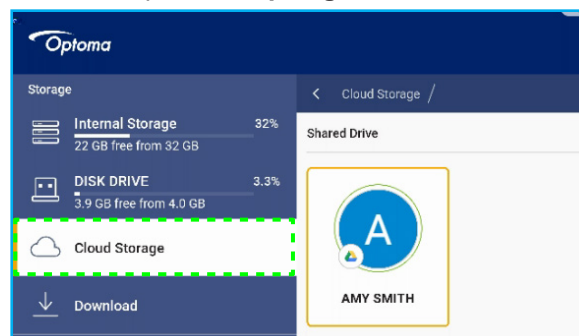 Optoma
Storage
Internal Storage 32%
22 GB free from 32 GB
DISK DRIVE 3.3%
3.9 GB free from 4.0 GB
Cloud Storage
Download
< Cloud Storage /
Shared Drive
A
AMY SMITH